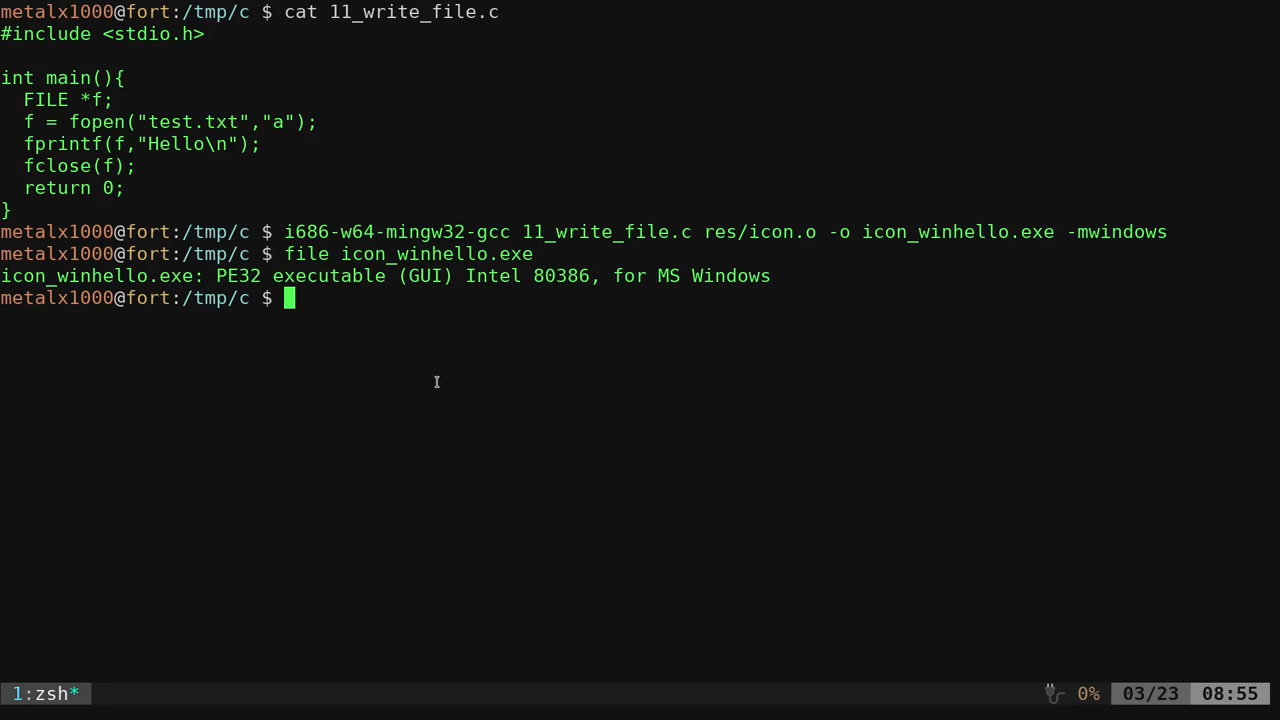 metalx1000@fort:/tmp/c $ cat 11_write_file.c
#include <stdio.h>
int main(){
  FILE *f;
  f = fopen("test.txt","a");
  fprintf(f,"Hello\n");
  fclose(f);
  return 0;
}
metalx1000@fort:/tmp/c $ i686-w64-mingw32-gcc 11_write_file.c res/icon.o -o icon_winhello.exe -mwindows
metalx1000@fort:/tmp/c $ file icon_winhello.exe
icon_winhello.exe: PE32 executable (GUI) Intel 80386, for MS Windows
metalx1000@fort:/tmp/c $
1:zsh* 0% 03/23 08:55